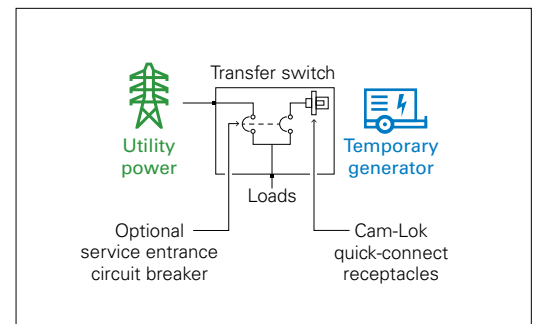 Transfer switch
Utility
power
Temporary
generator
Loads
Optional
service entrance
circuit breaker
Cam-Lok
quick-connect
receptacles